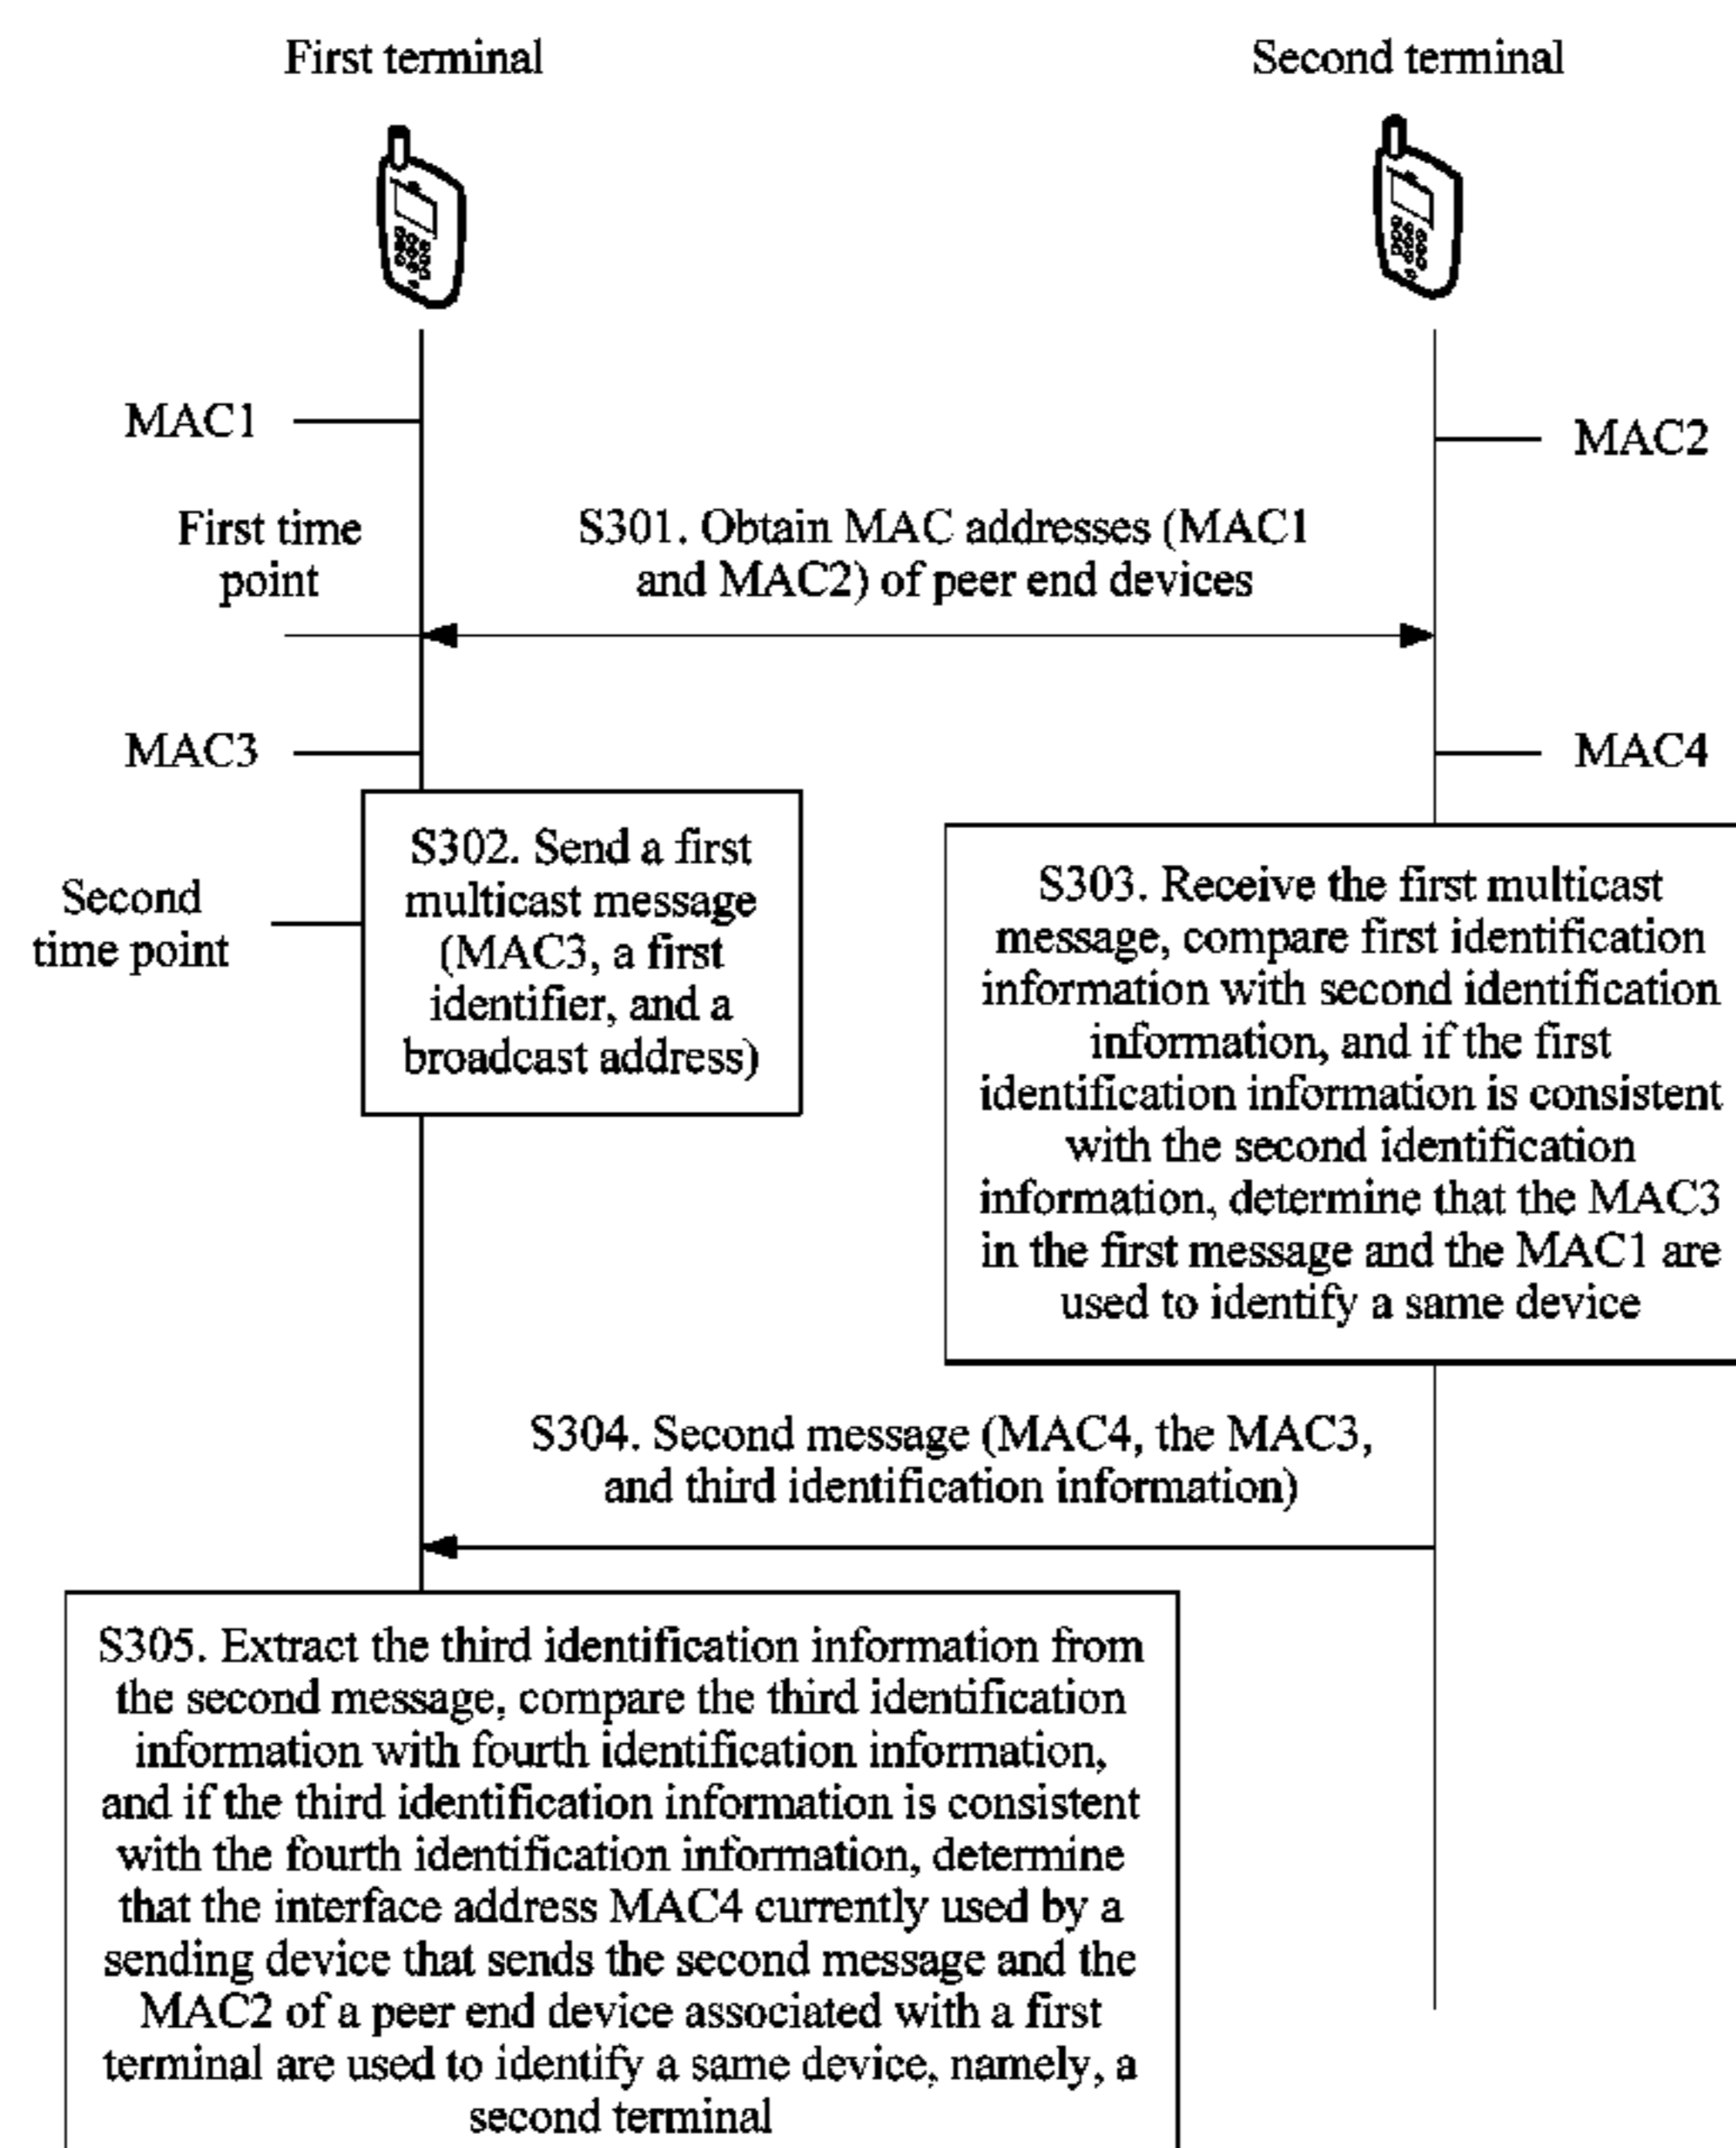 First terminal
Second terminal
MAC1
MAC2
First time
point
S301. Obtain MAC addresses (MAC1
and MAC2) of peer end devices
MAC3
MAC4
Second
time point
S302. Send a first
multicast message
(MAC3, a first
identifier, and a
broadcast address)
S303. Receive the first multicast
message, compare first identification
information with second identification
information, and if the first
identification information is consistent
with the second identification
information, determine that the MAC3
in the first message and the MAC1 are
used to identify a same device
S304. Second message (MAC4, the MAC3,
and third identification information)
S305. Extract the third identification information from
the second message, compare the third identification
information with fourth identification information,
and if the third identification information is consistent
with the fourth identification information, determine
that the interface address MAC4 currently used by a
sending device that sends the second message and the
MAC2 of a peer end device associated with a first
terminal are used to identify a same device, namely, a
second terminal